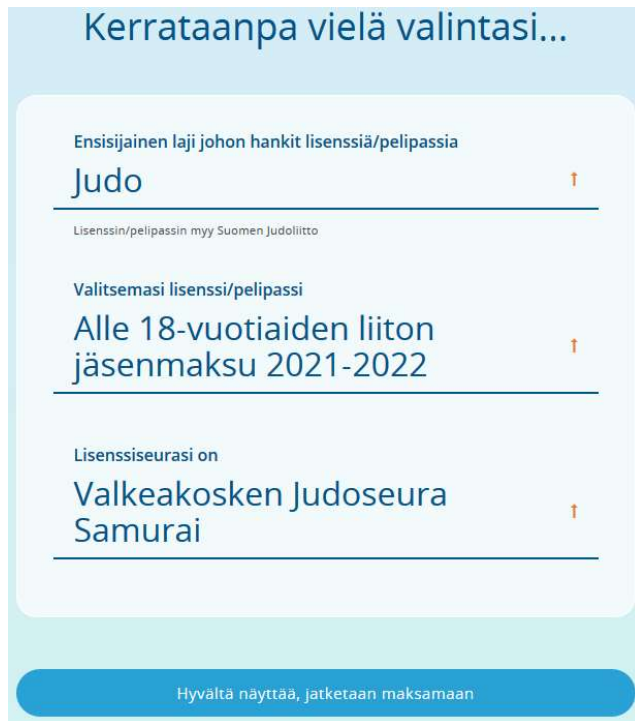 Kerrataanpa vielä valintasi...
Ensisijainen laji johon hankit lisenssiä/pelipassia
Judo
Lisenssin/pelipassin myy Suomen Judoliitto
Valitsemasi lisenssi/pelipassi
Alle 18-vuotiaiden liiton
jäsenmaksu 2021-2022
Lisenssiseurasi on
Valkeakosken Judoseura
Samurai
Hyvältä näyttää, jatketaan maksamaan